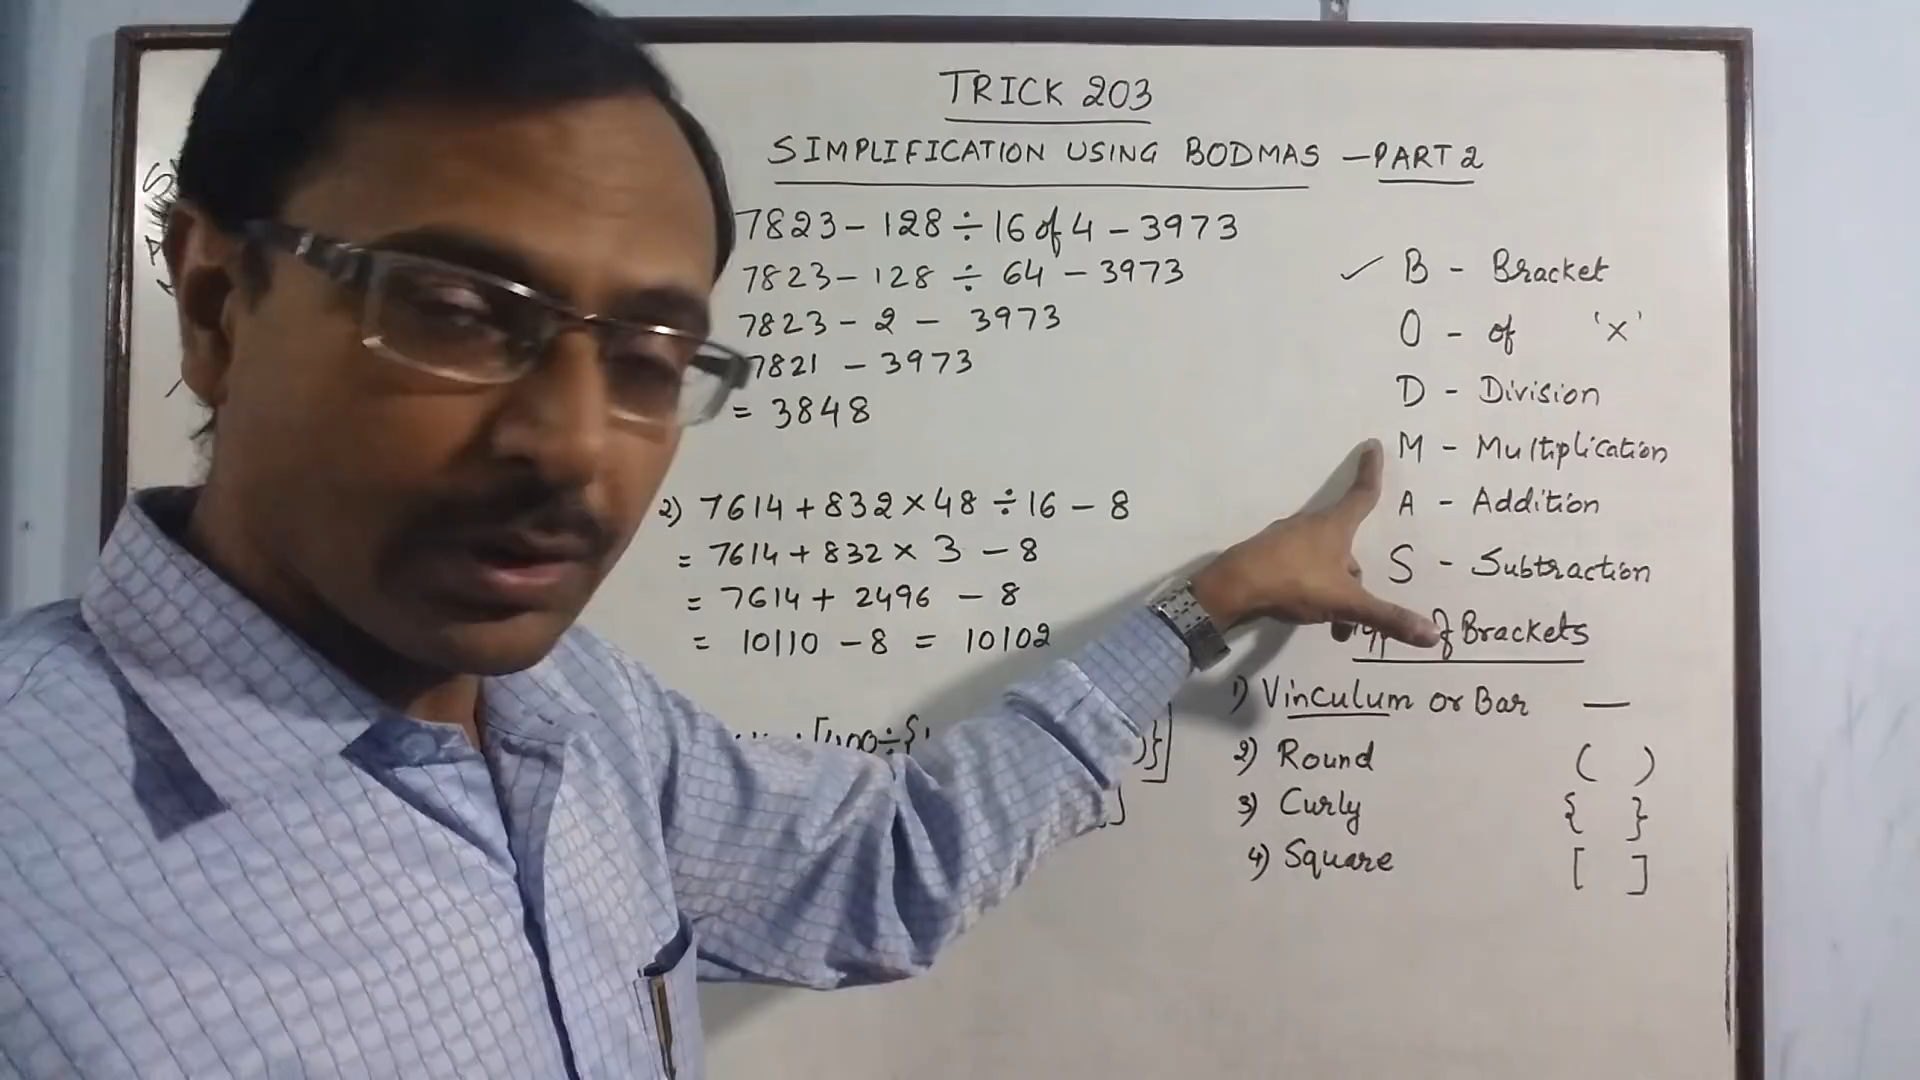 TRICK 203
SIMPLIFICATION USING BODMAS - PART 2
7823 - 128 ÷ 16 of 4 - 3973
7823 - 128 ÷ 64 - 3973
7823 - 2 - 3973
7821 - 3973
= 3848
2) 7614 + 832 × 48 ÷ 16 - 8
= 7614 + 832 × 3 - 8
= 7614 + 2496 - 8
= 10110 - 8 = 10102
✓ B - Bracket
O - of '×'
D - Division
M - Multiplication
A - Addition
S - Subtraction
of Brackets
1) Vinculum or Bar —
2) Round ( )
3) Curly { }
4) Square [ ]